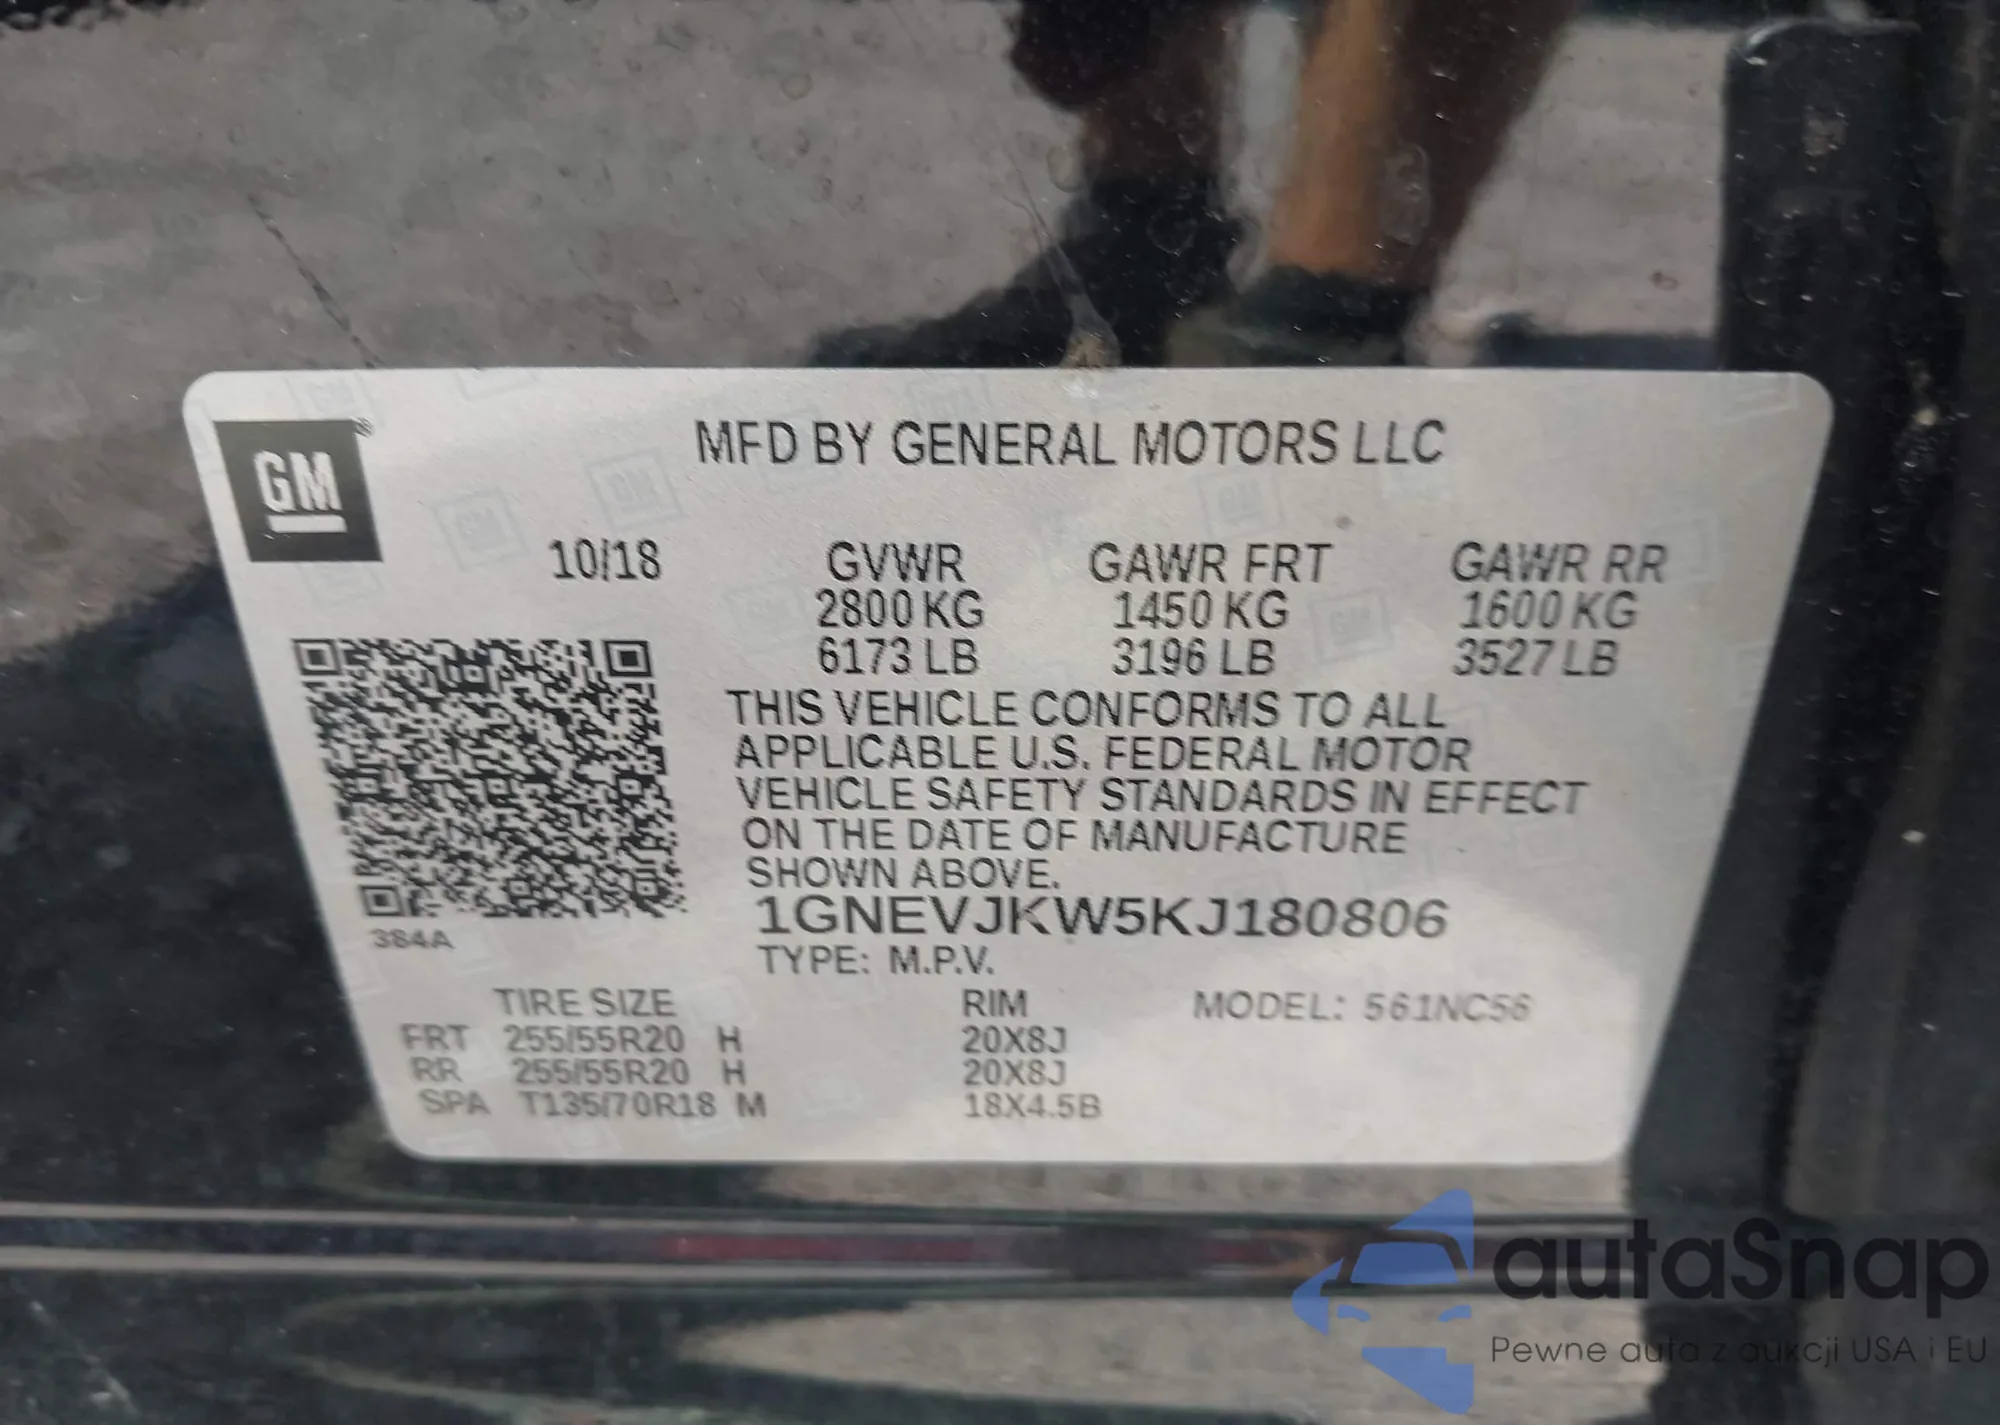 GM®
MFD BY GENERAL MOTORS LLC
10/18 GVWR GAWR FRT GAWR RR
2800 KG 1450 KG 1600 KG
6173 LB 3196 LB 3527 LB
THIS VEHICLE CONFORMS TO ALL
APPLICABLE U.S. FEDERAL MOTOR
VEHICLE SAFETY STANDARDS IN EFFECT
ON THE DATE OF MANUFACTURE
SHOWN ABOVE.
1GNEVJKW5KJ180806
384A
TYPE: M.P.V.
TIRE SIZE RIM MODEL: 561NC56
FRT 255/55R20 H 20X8J
RR 255/55R20 H 20X8J
SPA T135/70R18 M 18X4.5B
autaSnap
Pewne auta z aukcji USA i EU